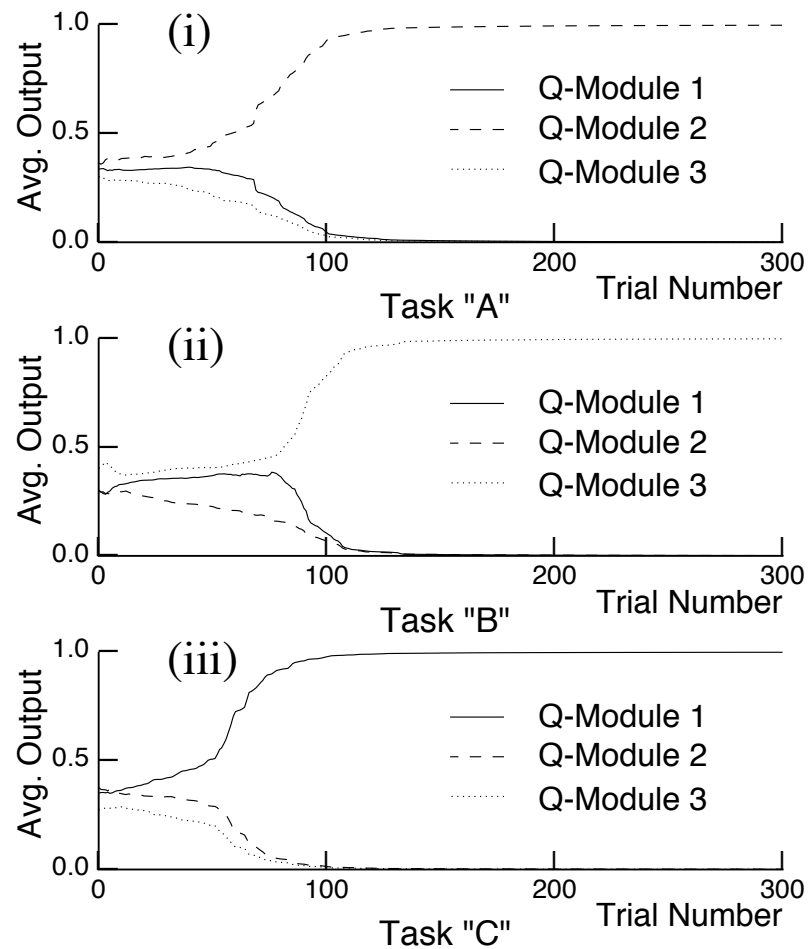 (i)
1.0
0.5
0.0
Avg. Output
Q-Module 1
Q-Module 2
Q-Module 3
0 100 200 300
Task "A" Trial Number
(ii)
1.0
0.5
0.0
Avg. Output
Q-Module 1
Q-Module 2
Q-Module 3
0 100 200 300
Task "B" Trial Number
(iii)
1.0
0.5
0.0
Avg. Output
Q-Module 1
Q-Module 2
Q-Module 3
0 100 200 300
Task "C" Trial Number